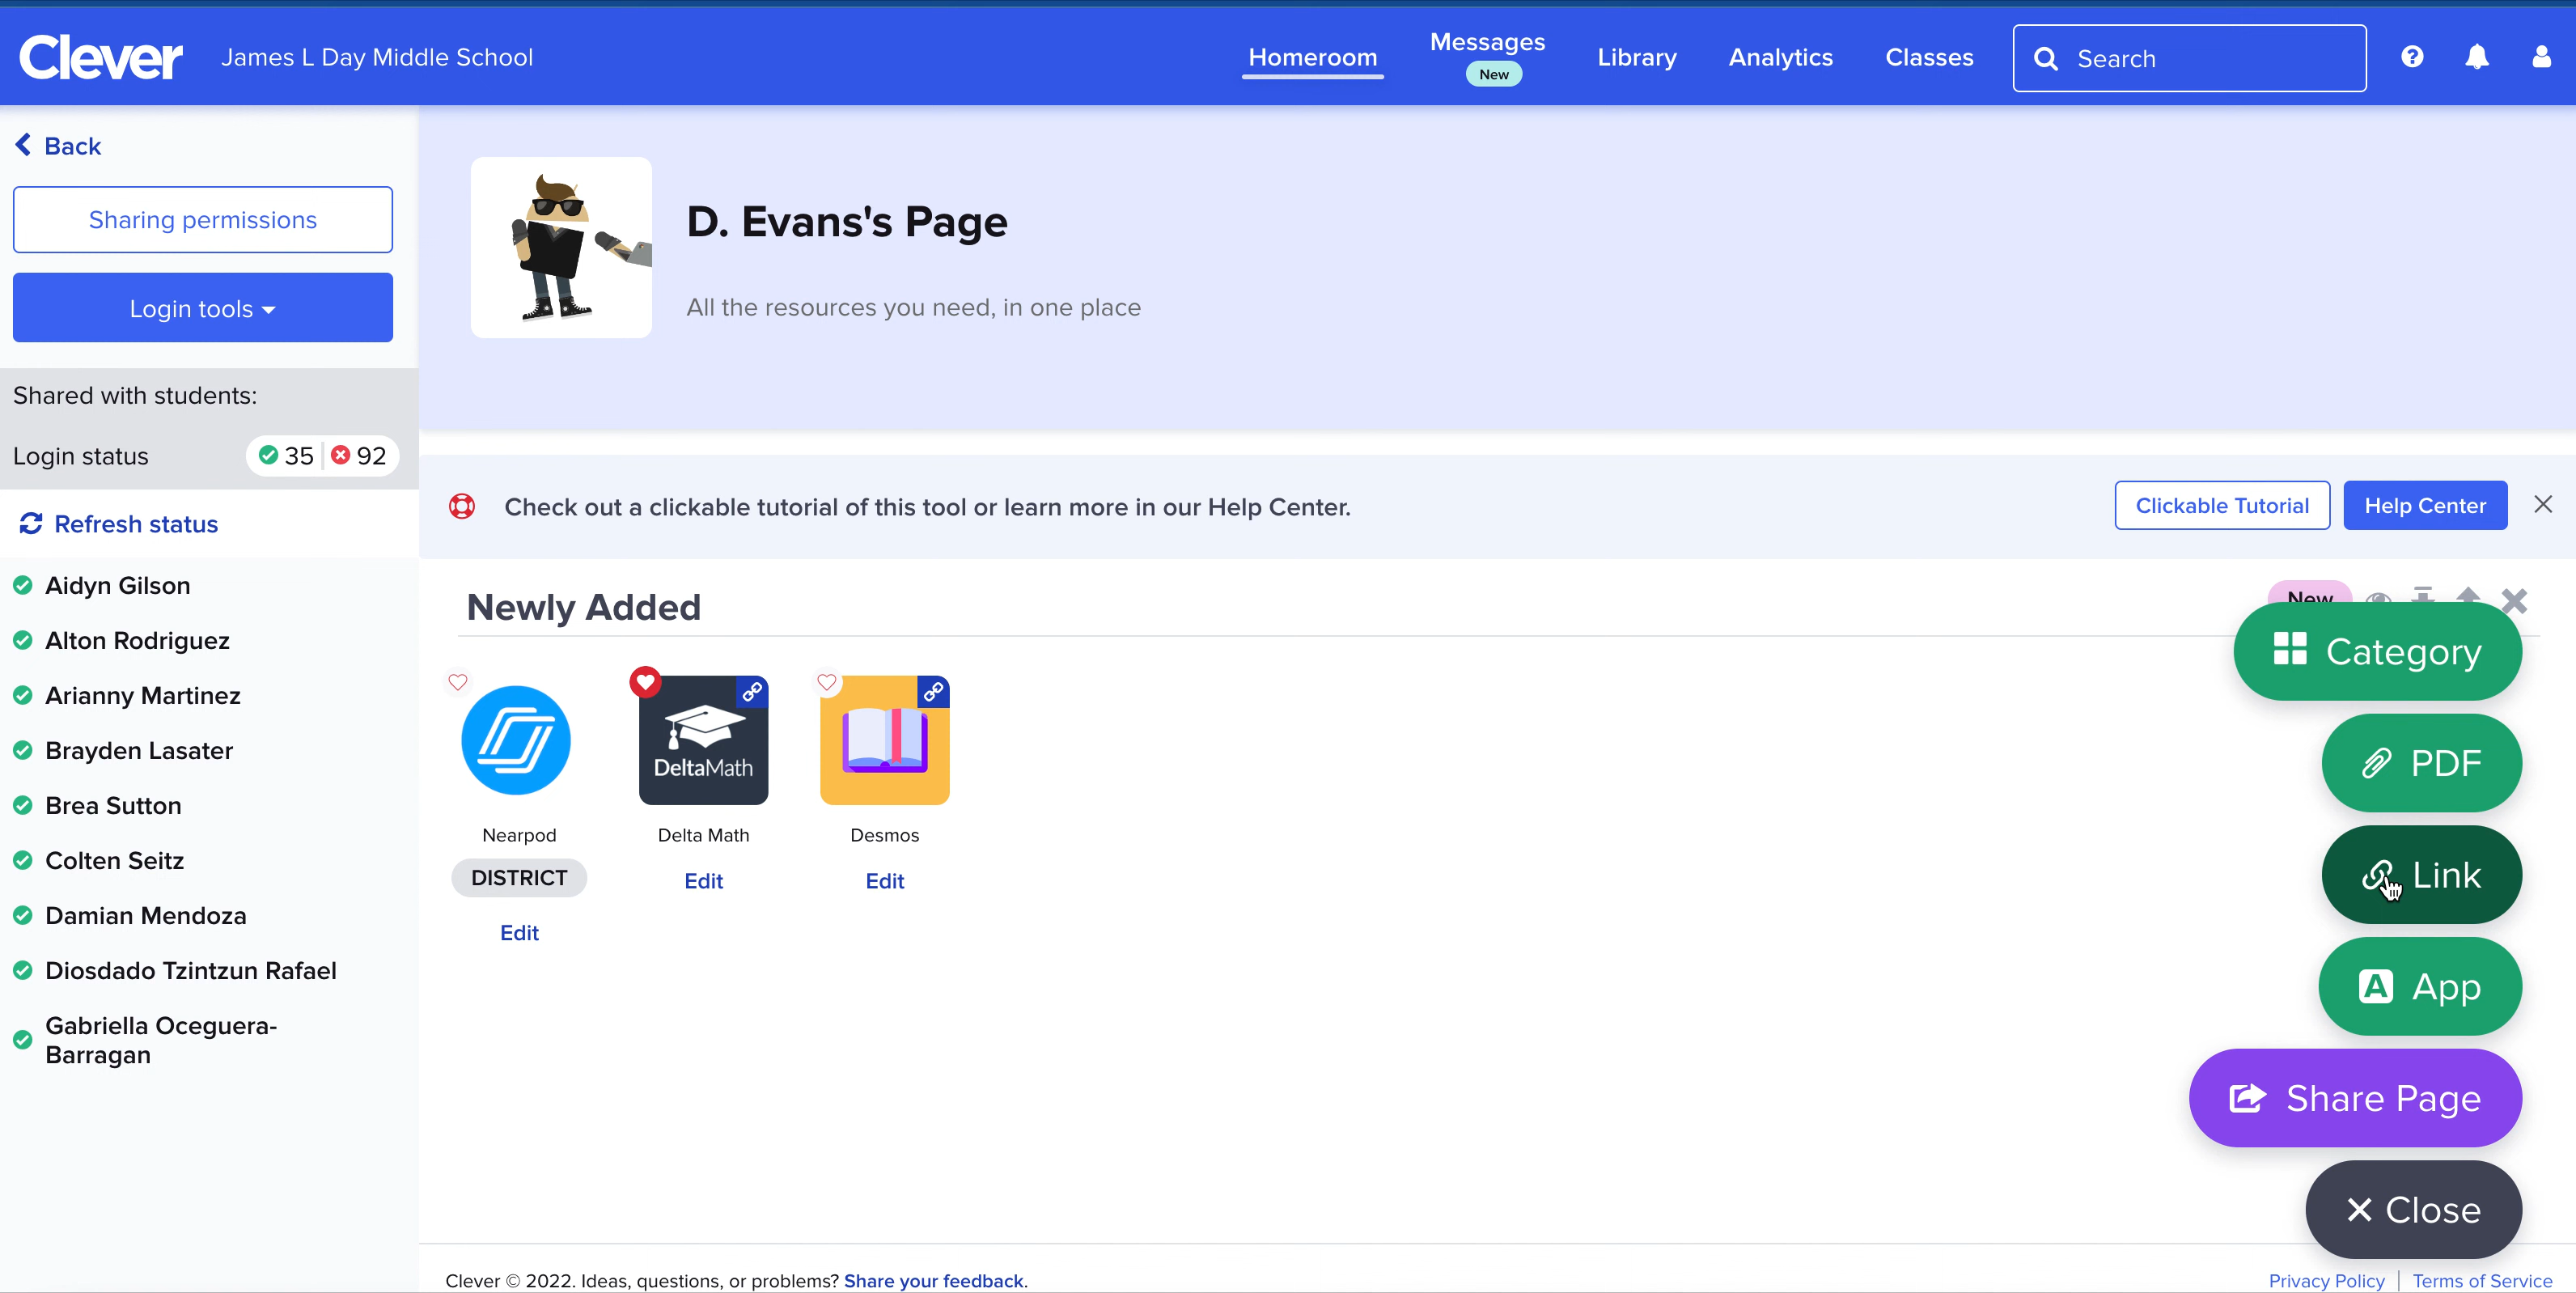 Clever
James L Day Middle School
Homeroom
Messages
New
Library
Analytics
Classes
Search
Back
Sharing permissions
Login tools
Shared with students:
Login status
35
92
Refresh status
Aidyn Gilson
Alton Rodriguez
Arianny Martinez
Brayden Lasater
Brea Sutton
Colten Seitz
Damian Mendoza
Diosdado Tzintzun Rafael
Gabriella Oceguera-
Barragan
D. Evans's Page
All the resources you need, in one place
Check out a clickable tutorial of this tool or learn more in our Help Center.
Clickable Tutorial
Help Center
Newly Added
New
DeltaMath
Nearpod
Delta Math
Desmos
DISTRICT
Edit
Edit
Edit
Category
PDF
Link
A App
Share Page
Close
Clever © 2022. Ideas, questions, or problems? Share your feedback.
Privacy Policy
Terms of Service